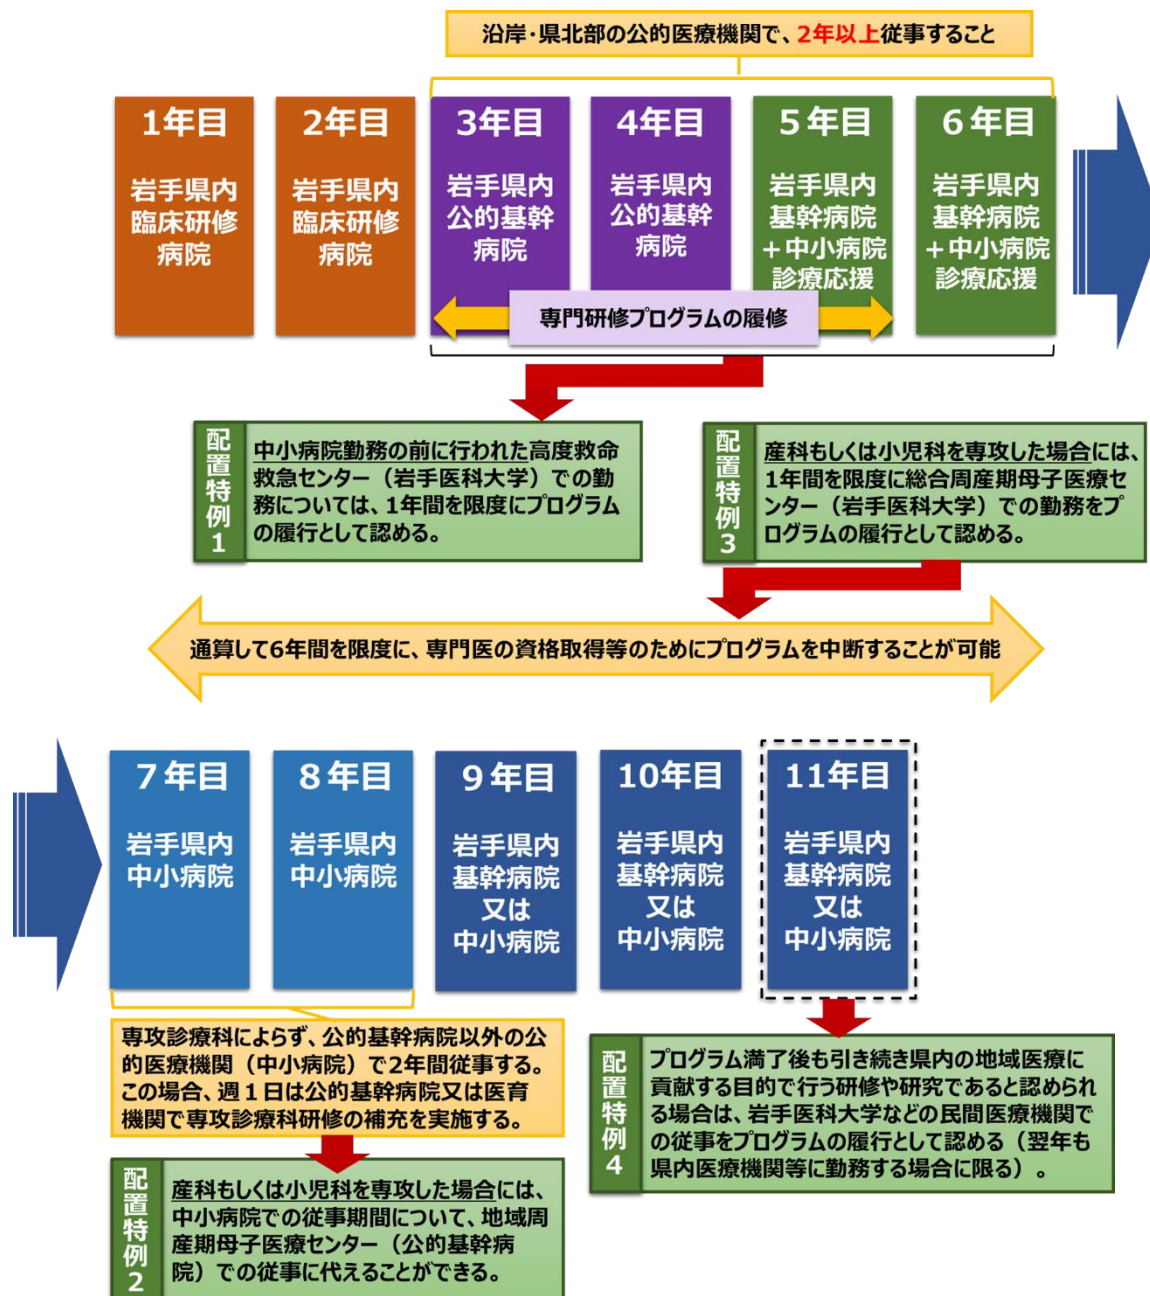 沿岸・県北部の公的医療機関で、2年以上従事すること
1年目
岩手県内
臨床研修
病院
2年目
岩手県内
臨床研修
病院
3年目
岩手県内
公的基幹
病院
4年目
岩手県内
公的基幹
病院
5年目
岩手県内
基幹病院
＋中小病院
診療応援
6年目
岩手県内
基幹病院
＋中小病院
診療応援
専門研修プログラムの履修
配置特例1
中小病院勤務の前に行われた高度救命
救急センター（岩手医科大学）での勤
務については、1年間を限度にプログラム
の履行として認める。
配置特例3
産科もしくは小児科を専攻した場合には、
1年間を限度に総合周産期母子医療セ
ンター（岩手医科大学）での勤務をプ
ログラムの履行として認める。
通算して6年間を限度に、専門医の資格取得等のためにプログラムを中断することが可能
7年目
岩手県内
中小病院
8年目
岩手県内
中小病院
9年目
岩手県内
基幹病院
又は
中小病院
10年目
岩手県内
基幹病院
又は
中小病院
11年目
岩手県内
基幹病院
又は
中小病院
専攻診療科によらず、公的基幹病院以外の公
的医療機関（中小病院）で2年間従事する。
この場合、週1日は公的基幹病院又は医育
機関で専攻診療科研修の補充を実施する。
配置特例2
産科もしくは小児科を専攻した場合には、
中小病院での従事期間について、地域周
産期母子医療センター（公的基幹病
院）での従事に代えることができる。
配置特例4
プログラム満了後も引き続き県内の地域医療に
貢献する目的で行う研修や研究であると認められ
る場合は、岩手医科大学などの民間医療機関で
の従事をプログラムの履行として認める（翌年も
県内医療機関等に勤務する場合に限る）。